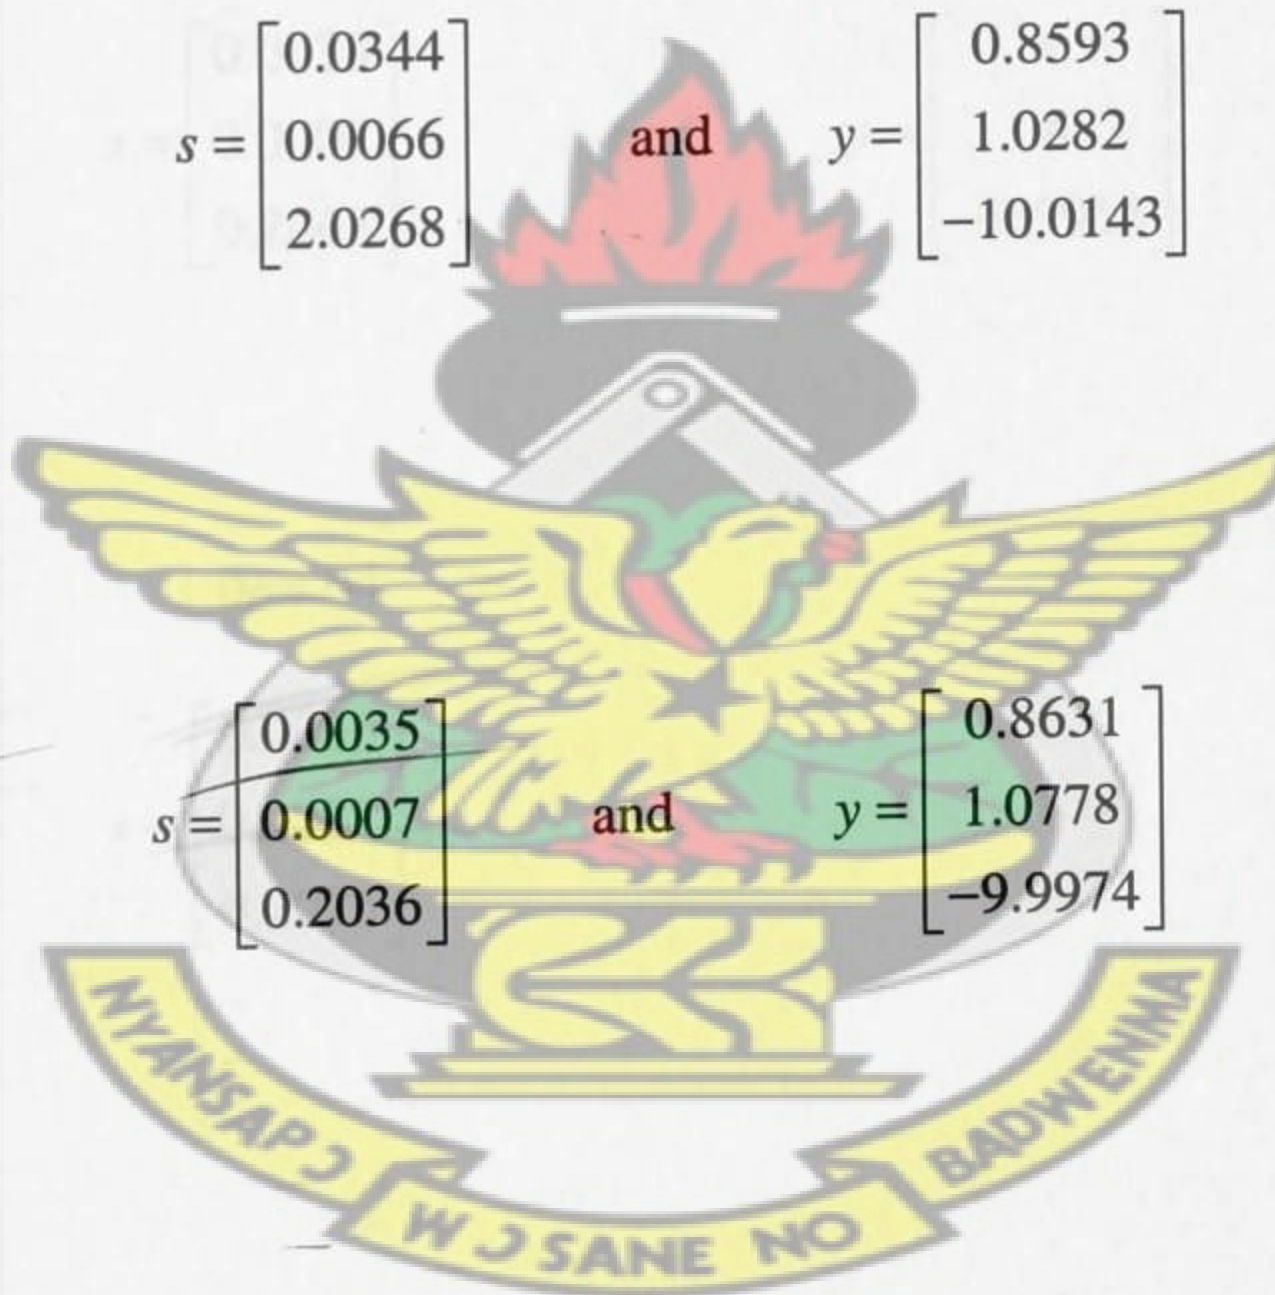 s = [0.0344 0.0066 2.0268] and y = [0.8593 1.0282 −10.0143]
s = [0.0035 0.0007 0.2036] and y = [0.8631 1.0778 −9.9974]
NYANSAPƆ WƆSANE NO BADWENMA